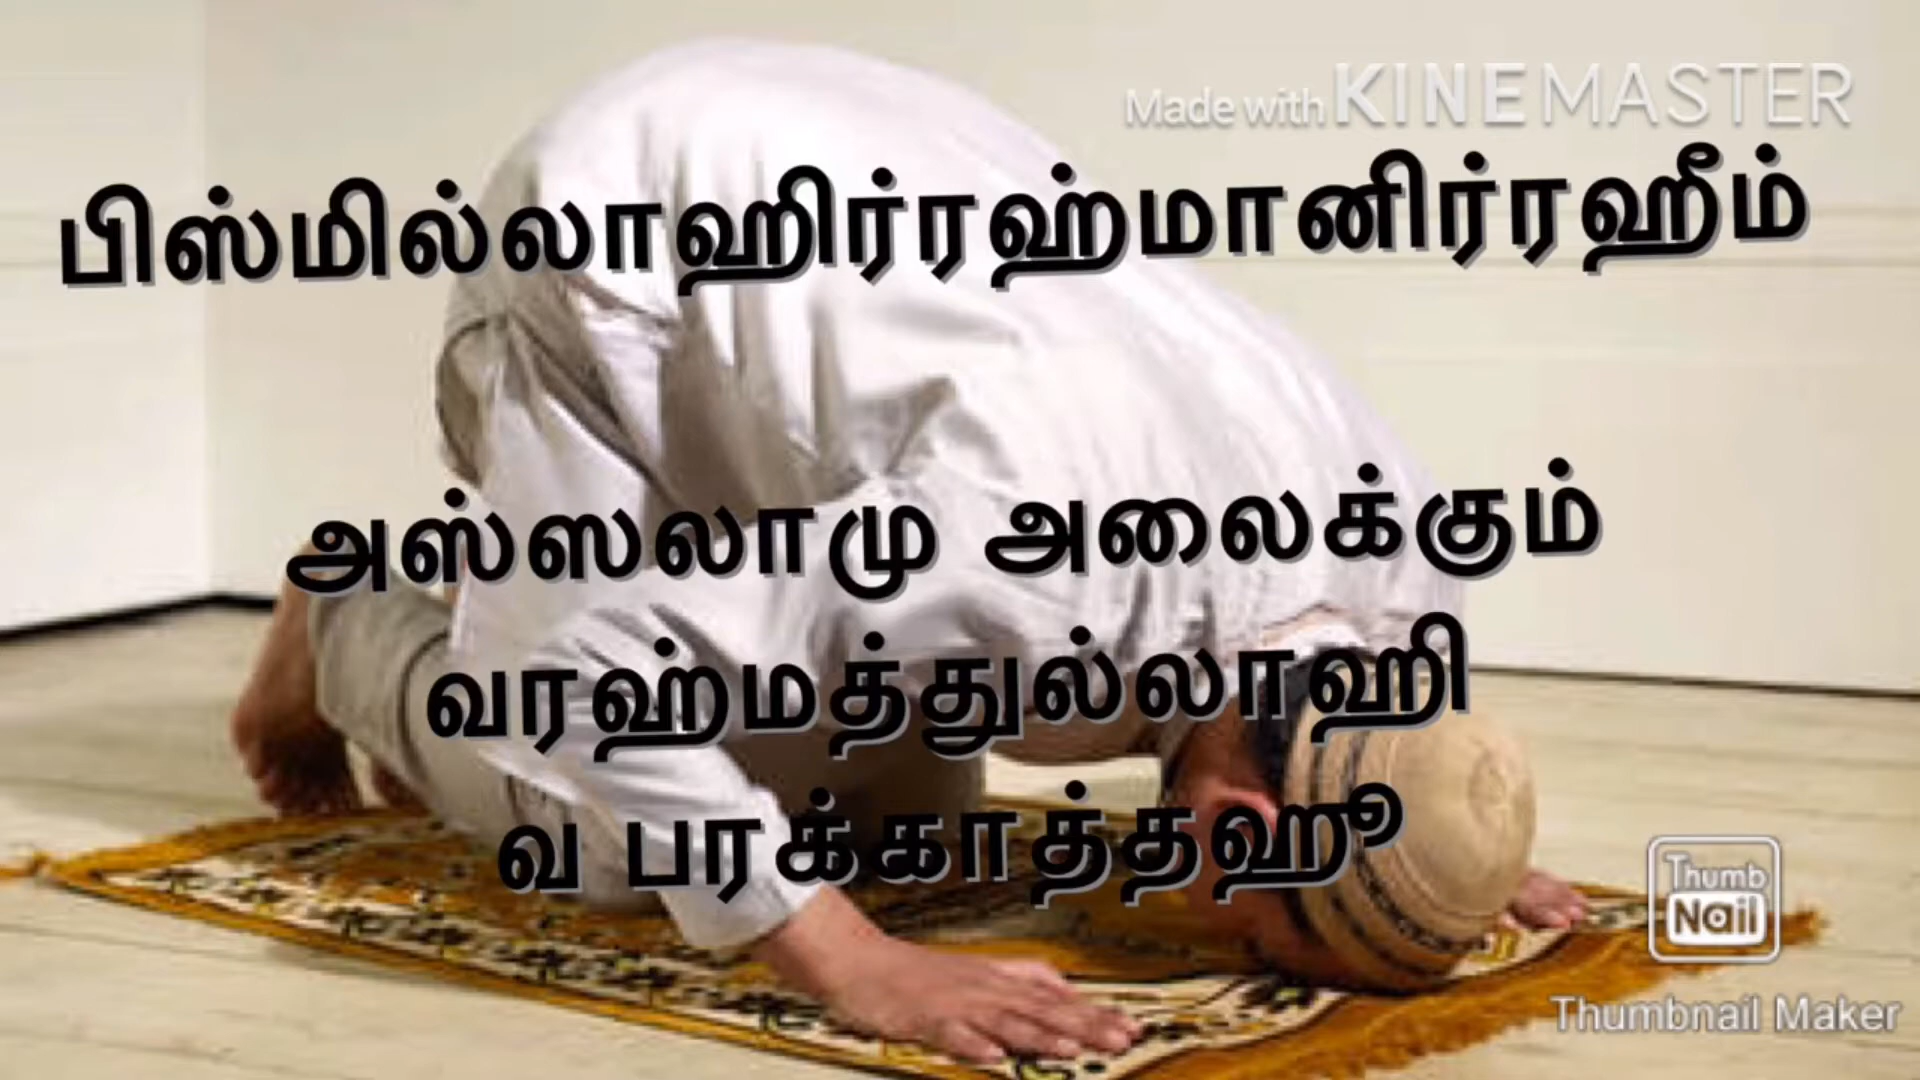 Made with KINEMASTER
பிஸ்மில்லாஹிர்ரஹ்மானிர்ரஹீம்
அஸ்ஸலாமு அலைக்கும்
வரஹ்மத்துல்லாஹி
வ பரக்காத்தஹூ
Thumb
Nail
Thumbnail Maker